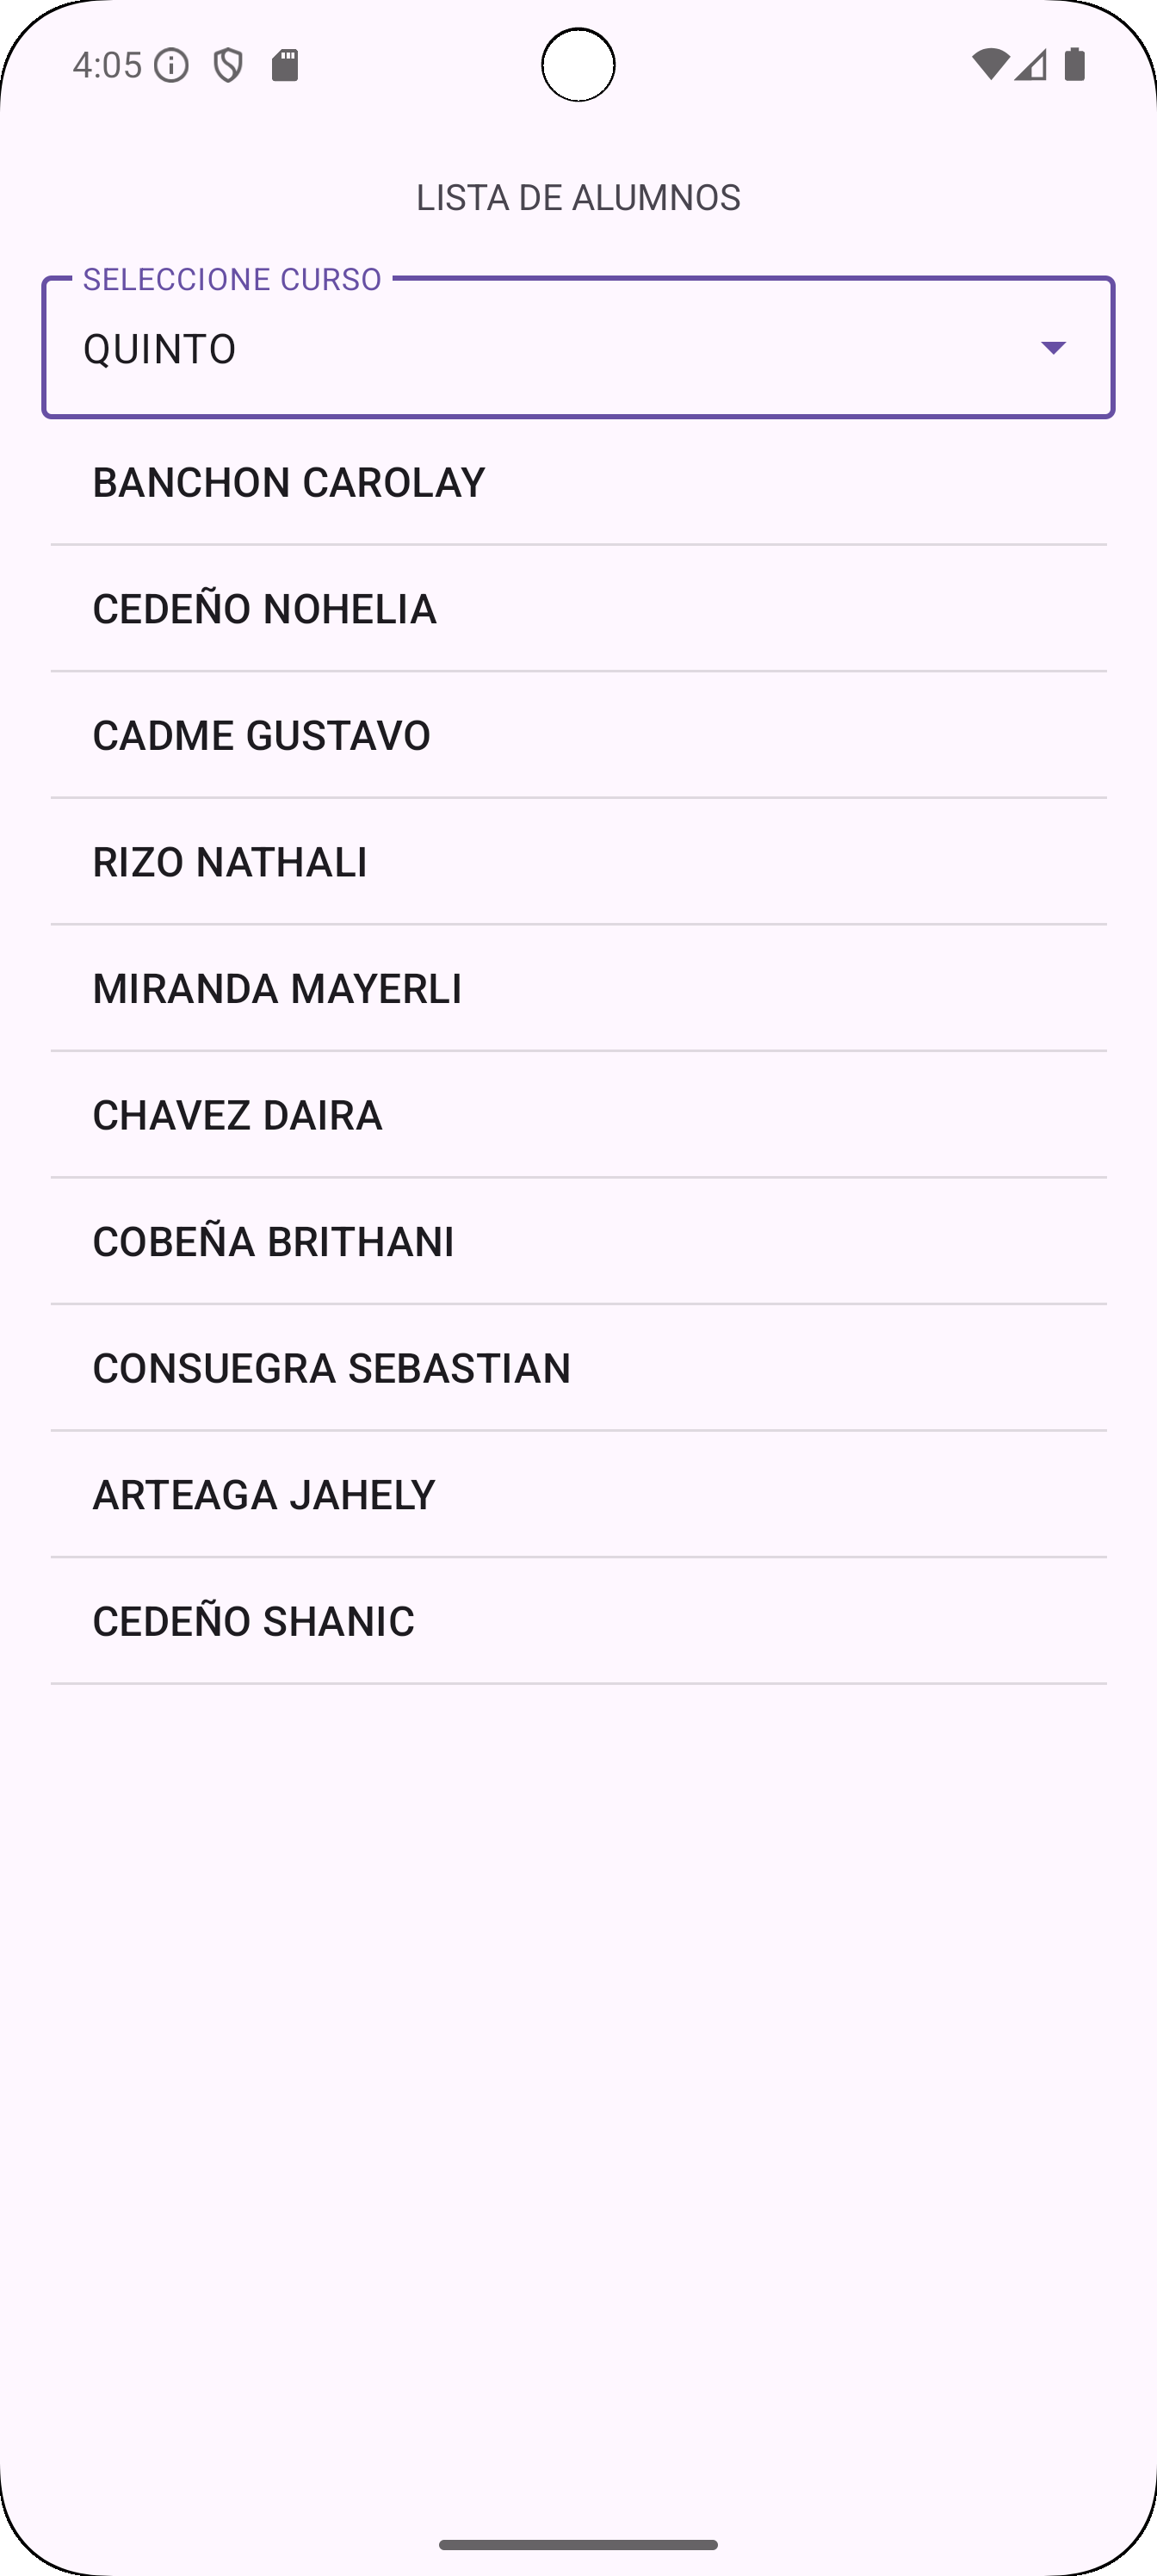 4:05
LISTA DE ALUMNOS
SELECCIONE CURSO
QUINTO
BANCHON CAROLAY
CEDEÑO NOHELIA
CADME GUSTAVO
RIZO NATHALI
MIRANDA MAYERLI
CHAVEZ DAIRA
COBEÑA BRITHANI
CONSUEGRA SEBASTIAN
ARTEAGA JAHELY
CEDEÑO SHANIC